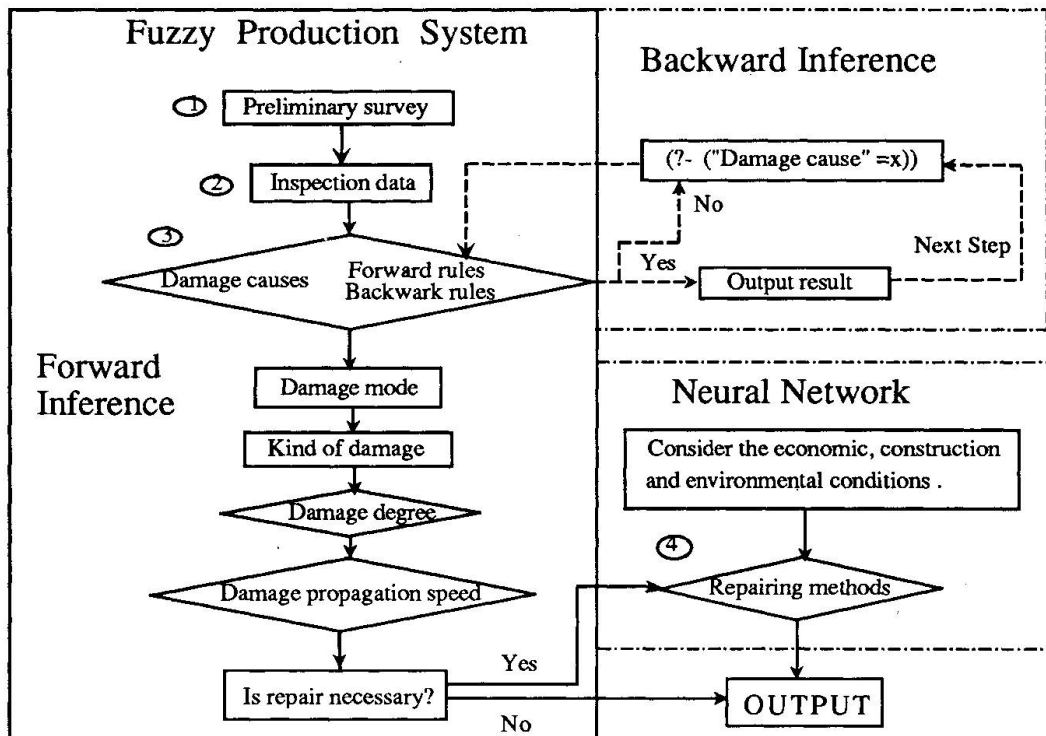 Fuzzy Production System
① Preliminary survey
② Inspection data
③
Damage causes
Forward rules
Backwark rules
Forward
Inference
Damage mode
Kind of damage
Damage degree
Damage propagation speed
Is repair necessary?
Yes
No
Backward Inference
(?- ("Damage cause" =x))
No
Yes
Next Step
Output result
Neural Network
Consider the economic, construction
and environmental conditions .
④
Repairing methods
OUTPUT